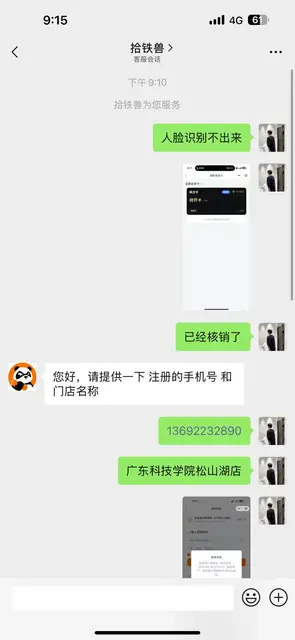 9:15
4G
6
拾铁兽
客服会话
下午9:10
拾铁兽为您服务
人脸识别不出来
已经核销了
您好，请提供一下 注册的手机号 和
门店名称
13692232890
广东科技学院松山湖店